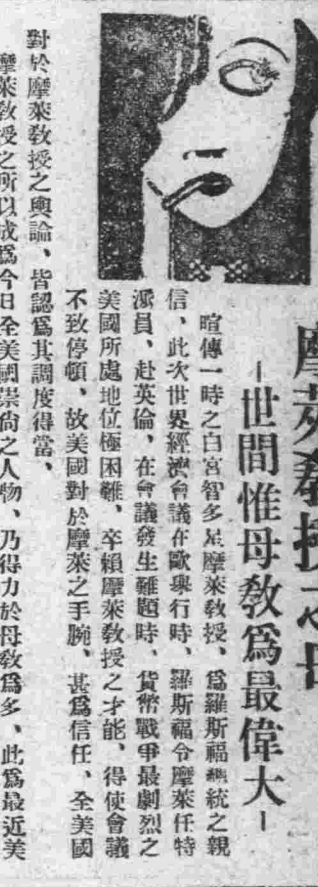 摩萊教授之母
—世間惟母教爲最偉大—
喧傳一時之白宮智多星摩萊教授、爲羅斯福總統之親
信、此次世界經濟會議在歐舉行時、羅斯福令摩萊任特
派員、赴英倫、在會議發生難題時、貨幣戰爭最劇烈之
美國所處地位極困難、卒賴摩萊教授之才能、得使會議
不致停頓、故美國對於摩萊之手腕、甚爲信任、全美國
對於摩萊教授之輿論、皆認爲其調度得當、
摩萊教授之所以成爲今日全美國崇尙之人物、乃得力於母教爲多、此爲最近美